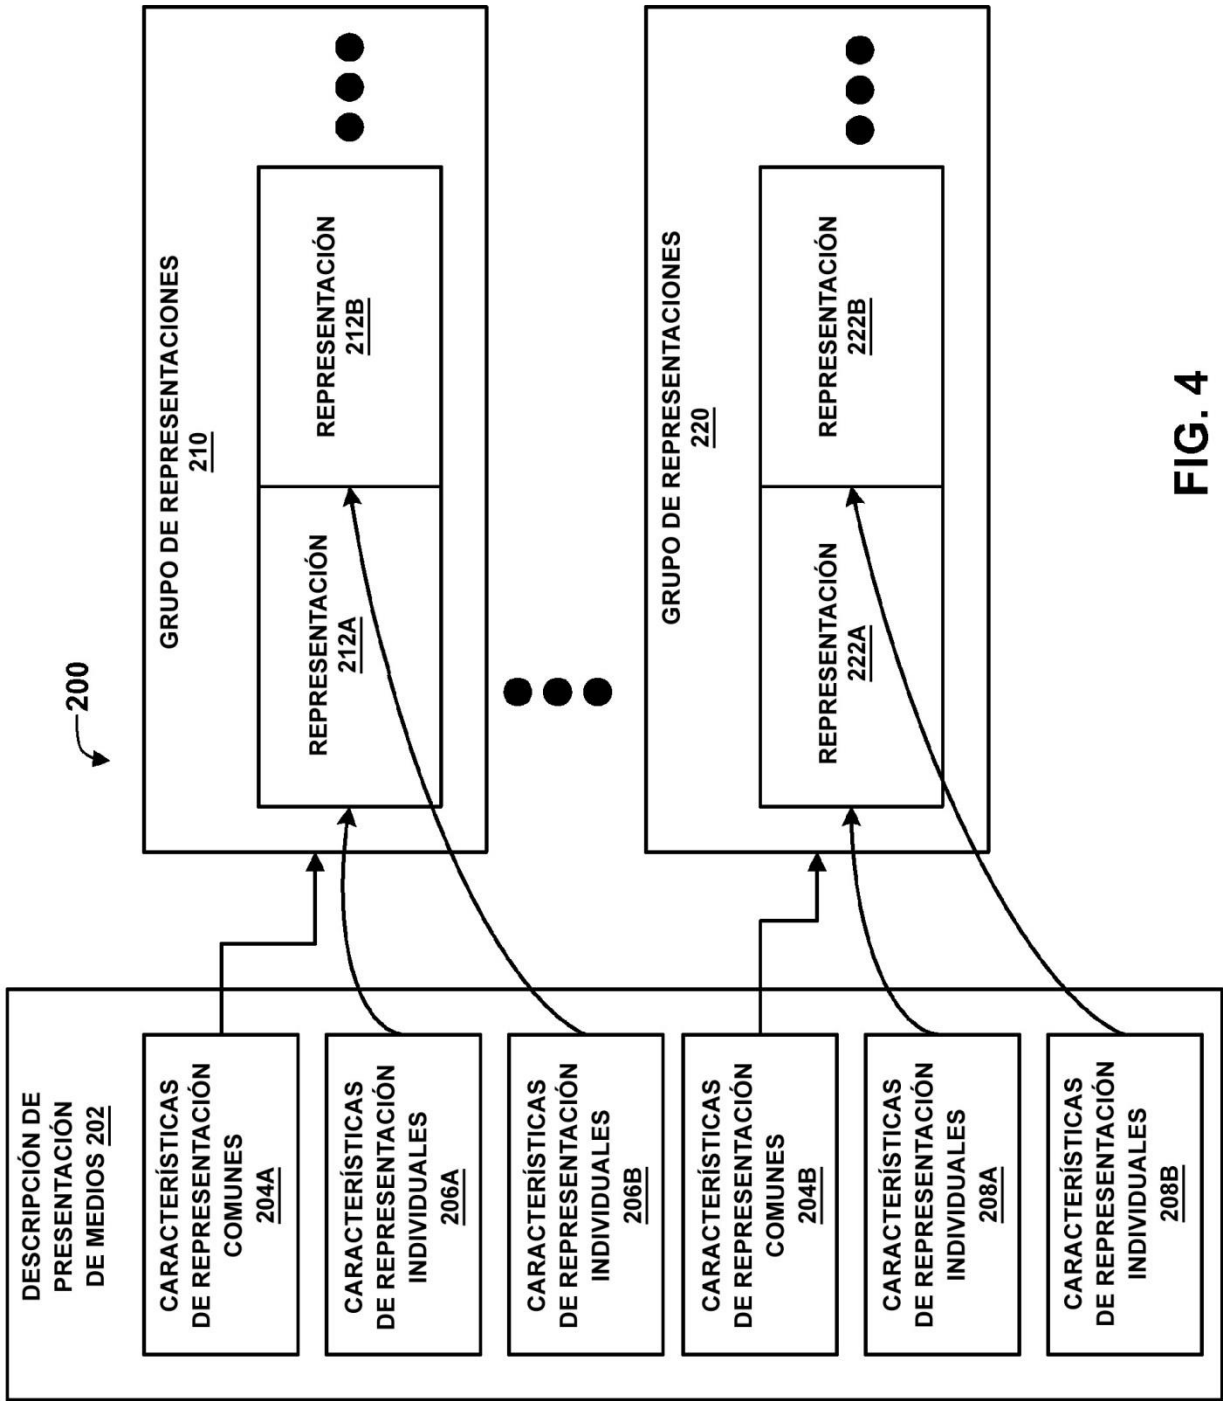 200
DESCRIPCIÓN DE
PRESENTACIÓN
DE MEDIOS 202
CARACTERÍSTICAS
DE REPRESENTACIÓN
COMUNES
204A
CARACTERÍSTICAS
DE REPRESENTACIÓN
INDIVIDUALES
206A
CARACTERÍSTICAS
DE REPRESENTACIÓN
INDIVIDUALES
206B
CARACTERÍSTICAS
DE REPRESENTACIÓN
COMUNES
204B
CARACTERÍSTICAS
DE REPRESENTACIÓN
INDIVIDUALES
208A
CARACTERÍSTICAS
DE REPRESENTACIÓN
INDIVIDUALES
208B
GRUPO DE REPRESENTACIONES
210
REPRESENTACIÓN
212A
REPRESENTACIÓN
212B
GRUPO DE REPRESENTACIONES
220
REPRESENTACIÓN
222A
REPRESENTACIÓN
222B
FIG. 4